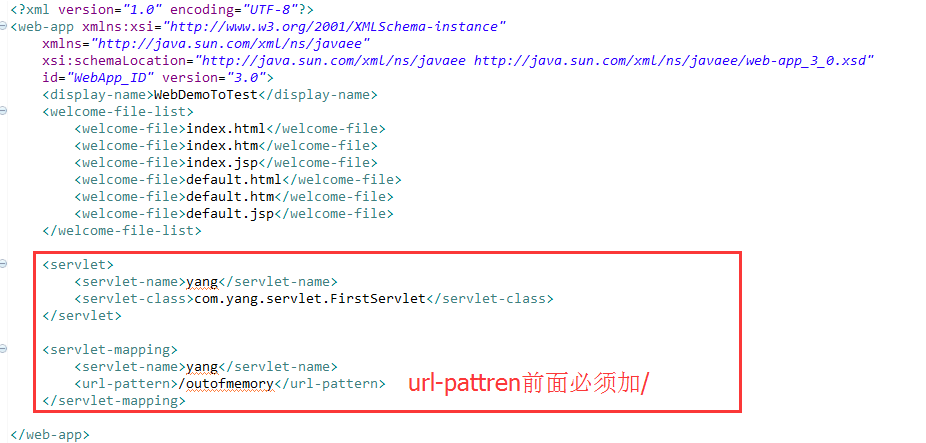 <?xml version="1.0" encoding="UTF-8"?>
<web-app xmlns:xsi="http://www.w3.org/2001/XMLSchema-instance"
xmlns="http://java.sun.com/xml/ns/javaee"
xsi:schemaLocation="http://java.sun.com/xml/ns/javaee http://java.sun.com/xml/ns/javaee/web-app_3_0.xsd"
id="WebApp_ID" version="3.0">
<display-name>WebDemoToTest</display-name>
<welcome-file-list>
<welcome-file>index.html</welcome-file>
<welcome-file>index.htm</welcome-file>
<welcome-file>index.jsp</welcome-file>
<welcome-file>default.html</welcome-file>
<welcome-file>default.htm</welcome-file>
<welcome-file>default.jsp</welcome-file>
</welcome-file-list>
<servlet>
<servlet-name>yang</servlet-name>
<servlet-class>com.yang.servlet.FirstServlet</servlet-class>
</servlet>
<servlet-mapping>
<servlet-name>yang</servlet-name>
<url-pattern>/outofmemory</url-pattern>
url-pattren前面必须加/
</servlet-mapping>
</web-app>